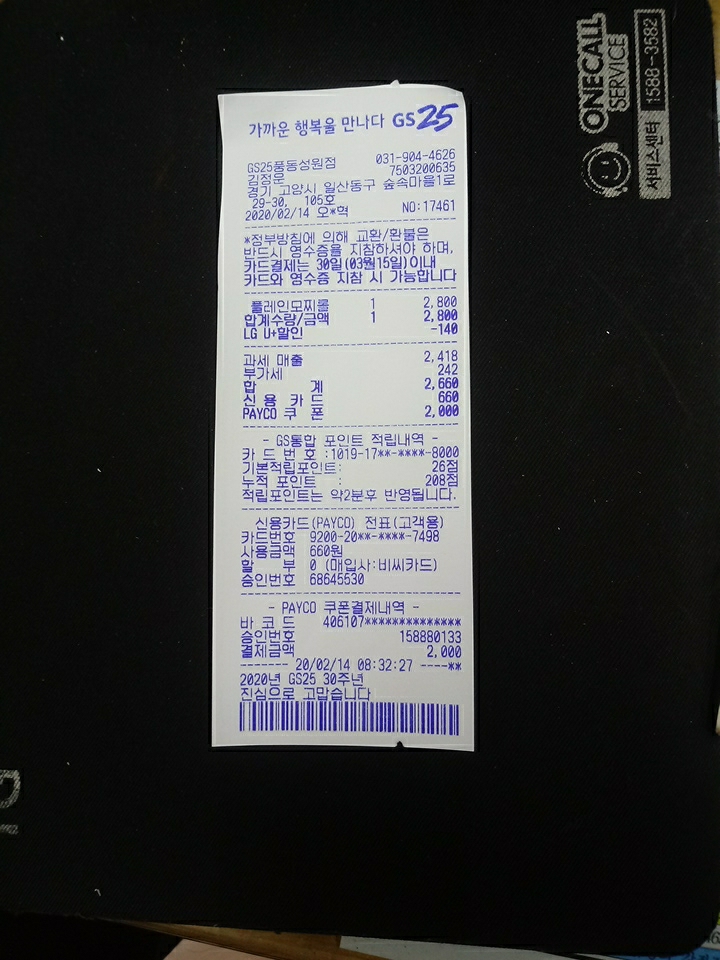 가까운 행복을 만나다 GS25
GS25풍동성원점 031-904-4626
김정운 7503200635
경기 고양시 일산동구 숲속마을1로
29-30, 105호
2020/02/14 오*혁 NO:17461
*정부방침에 의해 교환/환불은
반드시 영수증을 지참하셔야 하며,
카드결제는 30일(03월15일)이내
카드와 영수증 지참 시 가능합니다
플레인모찌롤 1 2,800
합계수량/금액 1 2,800
LG U+할인 -140
과세 매출 2,418
부가세 242
합 계 2,660
신 용 카 드 660
PAYCO 쿠 폰 2,000
- GS통합 포인트 적립내역 -
카 드 번 호 :1019-17**-****-8000
기본적립포인트: 26점
누적 포인트 : 208점
적립포인트는 약2분후 반영됩니다.
신용카드(PAYCO) 전표(고객용)
카드번호 9200-20**-****-7498
사용금액 660원
할 부 0 (매입사:비씨카드)
승인번호 68645530
- PAYCO 쿠폰결제내역 -
바 코 드 406107**************
승인번호 158880133
결제금액 2,000
------- 20/02/14 08:32:27 ----**
2020년 GS25 30주년
진심으로 고맙습니다
ONECALL
SERVICE
서비스센터 1588-3582